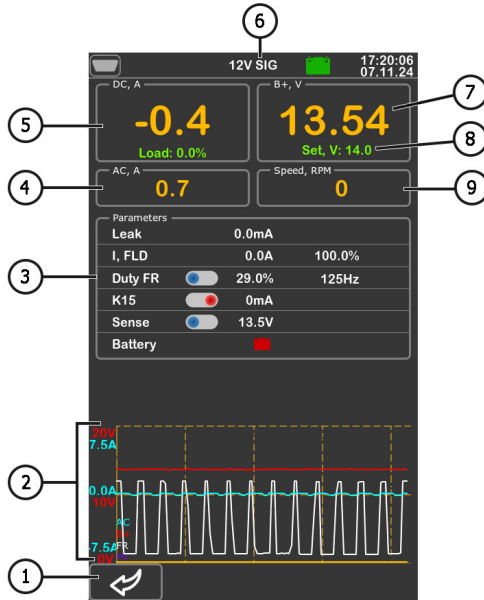 6
12V SIG
17:20:06
07.11.24
DC, A
-0.4
Load: 0.0%
B+, V
13.54
Set, V: 14.0
7
8
5
AC, A
0.7
Speed, RPM
0
4
9
Parameters
Leak 0.0mA
I, FLD 0.0A 100.0%
Duty FR 29.0% 125Hz
K15 0mA
Sense 13.5V
Battery
3
20V
7.5A
0.0A
10V
AC
FR
-7.5A
0V
2
1